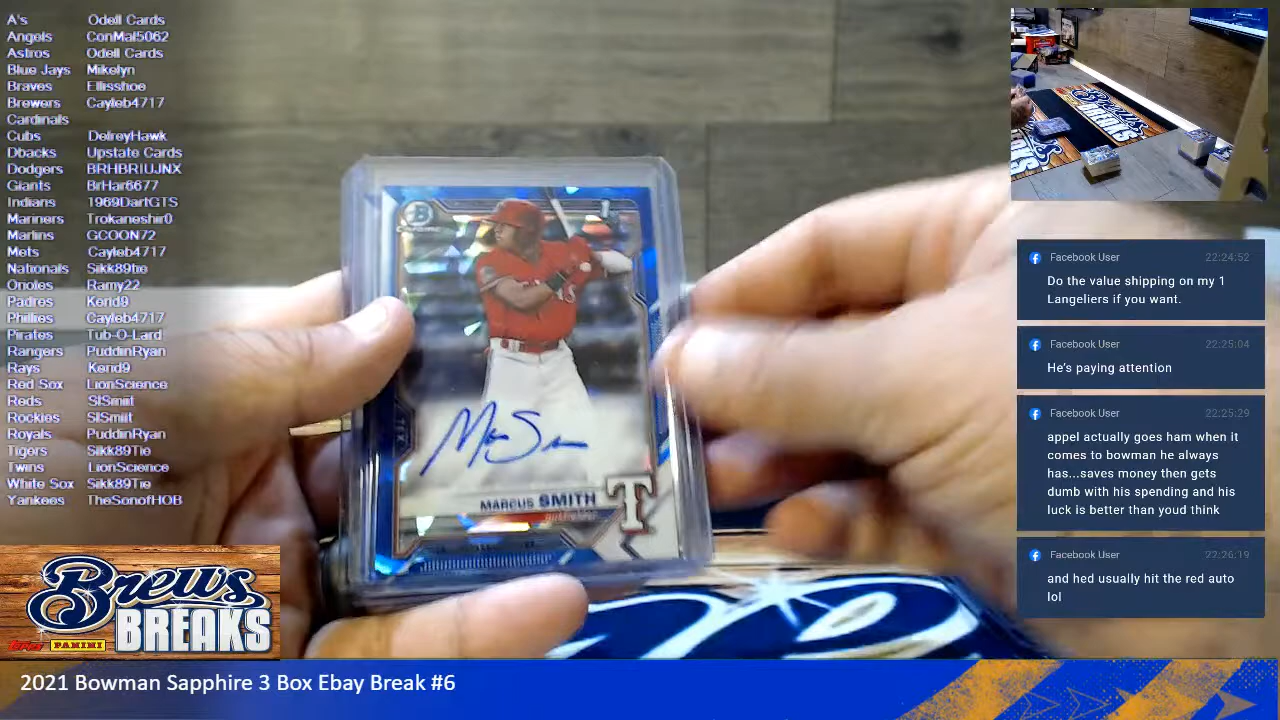 A's Odell Cards
Angels ConMal5062
Astros Odell Cards
Blue Jays Mikelyn
Braves Ellisshoe
Brewers Cayleb4717
Cardinals
Cubs DefreyHawk
Dbacks Upstate Cards
Dodgers BRHBRIUJNX
Giants BrHar6677
Indians 1969DartGTS
Mariners Trokaneshir0
Marlins GCOON72
Mets Cayleb4717
Nationals Sikk89tie
Orioles Ramy22
Padres Kend9
Phillies Cayleb4717
Pirates Tub-O-Lard
Rangers PuddinRyan
Rays Kend9
Red Sox LionScience
Reds SISmiit
Rockies SISmiit
Royals PuddinRyan
Tigers Sikk89Tie
Twins LionScience
White Sox Sikk89Tie
Yankees TheSonofHOB
B
CHROME
1
MARCUS SMITH
T
Brews
BREAKS
Topps PANINI
Brews
BREAKS
Facebook User 22:24:52
Do the value shipping on my 1
Langeliers if you want.
Facebook User 22:25:04
He's paying attention
Facebook User 22:25:29
appel actually goes ham when it
comes to bowman he always
has...saves money then gets
dumb with his spending and his
luck is better than youd think
Facebook User 22:26:19
and hed usually hit the red auto
lol
2021 Bowman Sapphire 3 Box Ebay Break #6